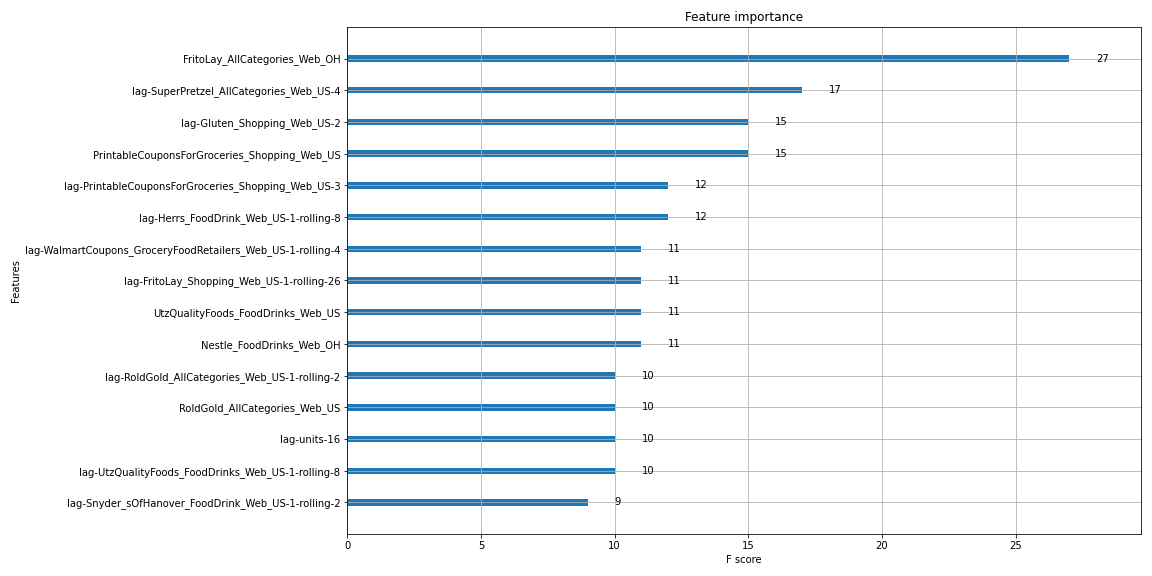 Feature importance
FritoLay_AllCategories_Web_OH 27
lag-SuperPretzel_AllCategories_Web_US-4 17
lag-Gluten_Shopping_Web_US-2 15
PrintableCouponsForGroceries_Shopping_Web_US 15
lag-PrintableCouponsForGroceries_Shopping_Web_US-3 12
lag-Herrs_FoodDrink_Web_US-1-rolling-8 12
lag-WalmartCoupons_GroceryFoodRetailers_Web_US-1-rolling-4 11
lag-FritoLay_Shopping_Web_US-1-rolling-26 11
UtzQualityFoods_FoodDrinks_Web_US 11
Nestle_FoodDrinks_Web_OH 11
lag-RoldGold_AllCategories_Web_US-1-rolling-2 10
RoldGold_AllCategories_Web_US 10
lag-units-16 10
lag-UtzQualityFoods_FoodDrinks_Web_US-1-rolling-8 10
lag-Snyder_sOfHanover_FoodDrink_Web_US-1-rolling-2 9
Features
0 5 10 15 20 25
F score